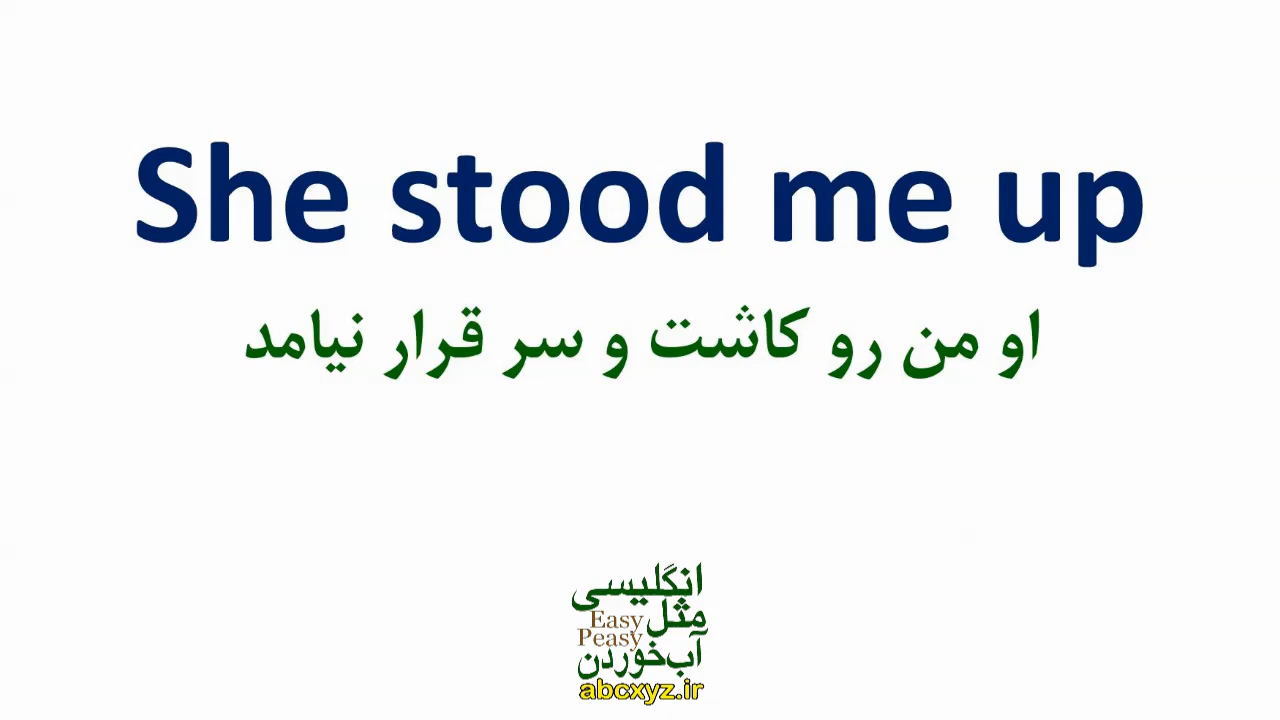 She stood me up
او من رو کاشت و سر قرار نیامد
انگلیسی
مثل
Easy
Peasy
آب‌خوردن
abcxyz.ir